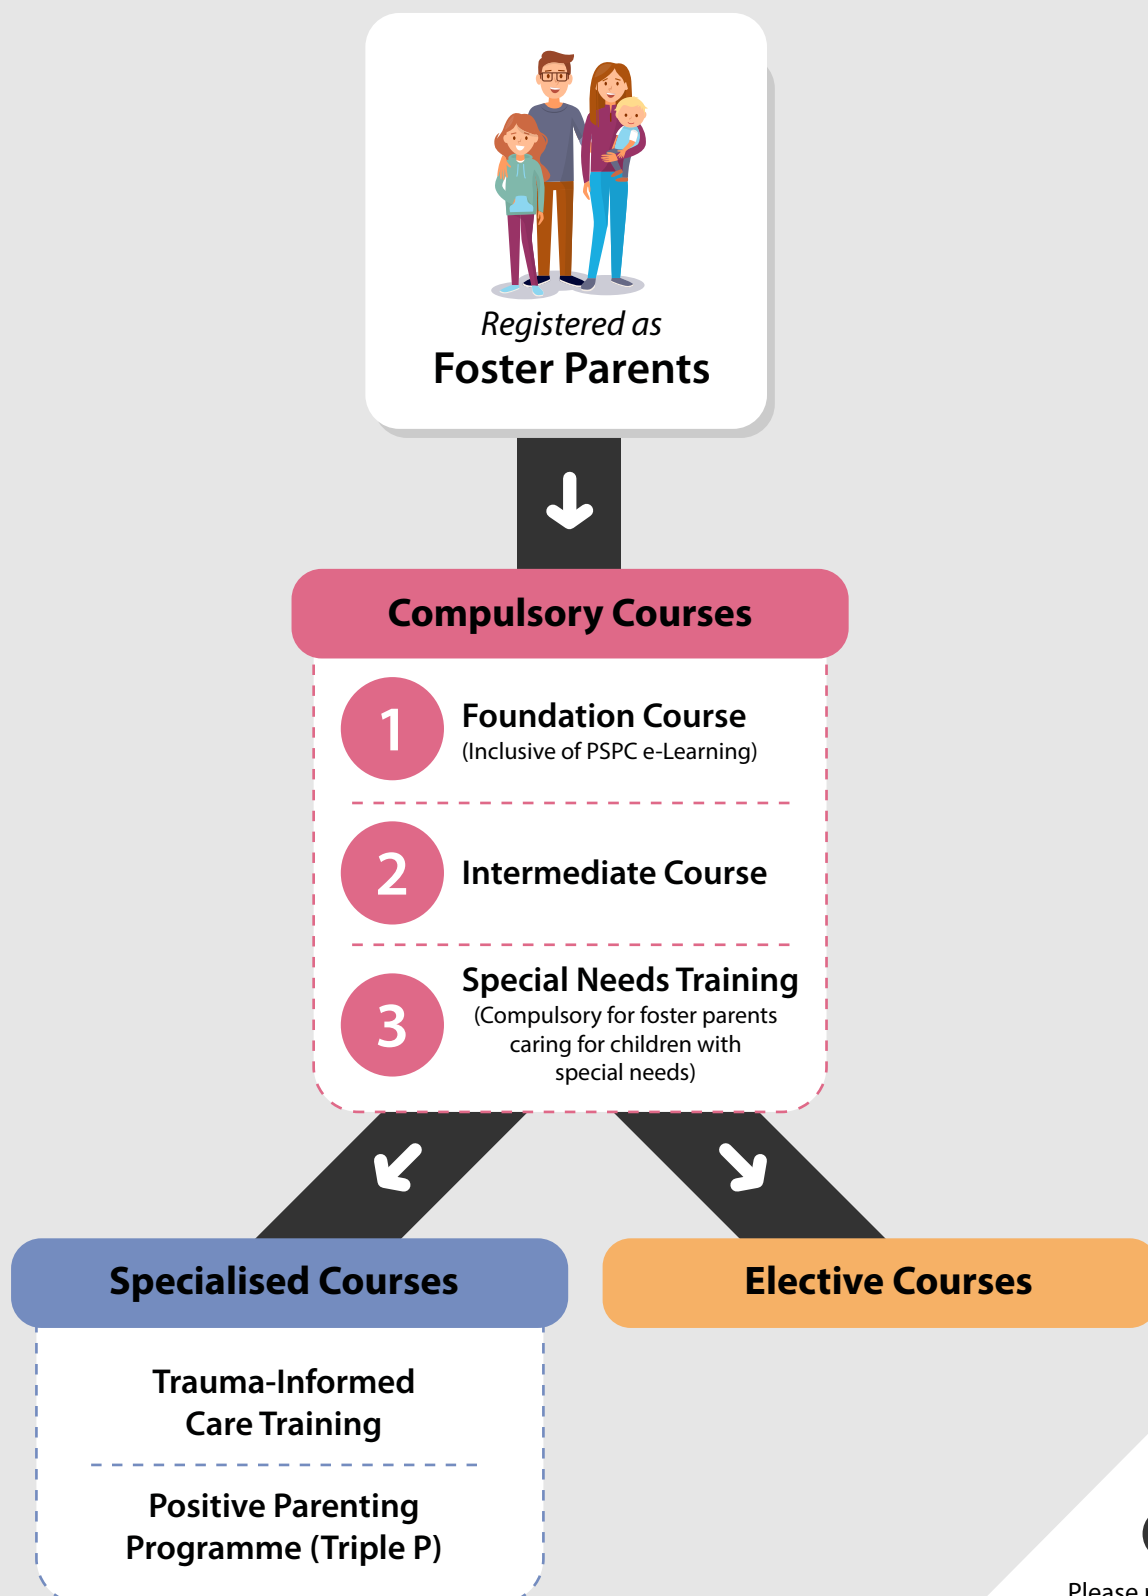 Registered as
Foster Parents
Compulsory Courses
1
Foundation Course
(Inclusive of PSPC e-Learning)
2
Intermediate Course
3
Special Needs Training
(Compulsory for foster parents
caring for children with
special needs)
Specialised Courses
Elective Courses
Trauma-Informed
Care Training
Positive Parenting
Programme (Triple P)
Please